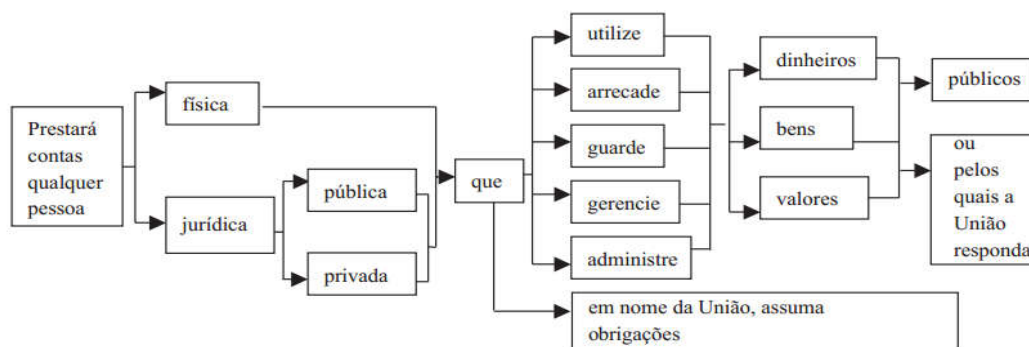 Prestará
contas
qualquer
pessoa
física
jurídica
pública
privada
que
utilize
arrecade
guarde
gerencie
administre
em nome da União, assuma
obrigações
dinheiros
bens
valores
públicos
ou
pelos
quais a
União
responda